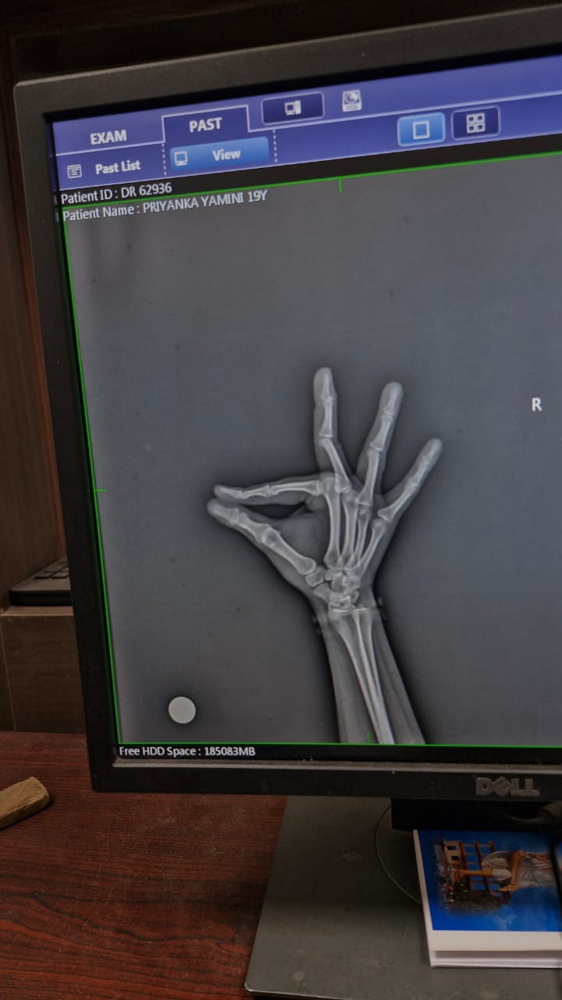 EXAM
PAST
Past List
View
Patient ID : DR 62936
Patient Name : PRIYANKA YAMINI 19Y
R
Free HDD Space : 185083MB
DELL